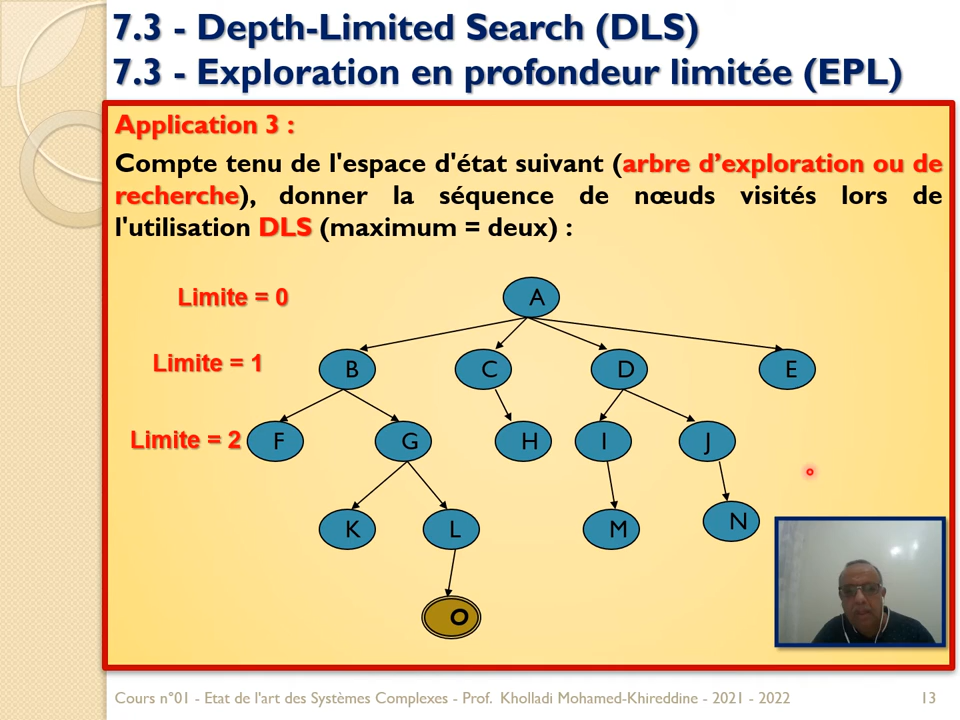 7.3 - Depth-Limited Search (DLS)
7.3 - Exploration en profondeur limitée (EPL)
Application 3 :
Compte tenu de l'espace d'état suivant (arbre d’exploration ou de
recherche), donner la séquence de nœuds visités lors de
l'utilisation DLS (maximum = deux) :
Limite = 0
A
Limite = 1
B C D E
Limite = 2
F G H I J
K L M N
O
Cours n°01 - Etat de l'art des Systèmes Complexes - Prof. Kholladi Mohamed-Khireddine - 2021 - 2022
13